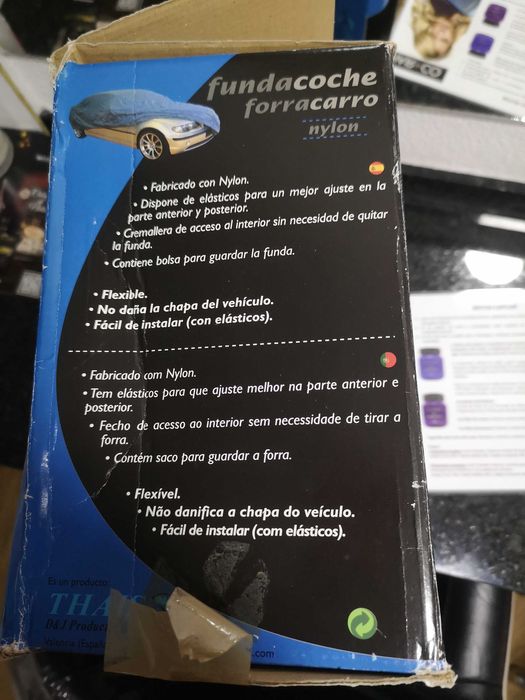 fundacoche
forracarro
nylon
• Fabricado con Nylon.
• Dispone de elásticos para un mejor ajuste en la
parte anterior y posterior.
• Cremallera de acceso al interior sin necesidad de quitar
la funda.
• Contiene bolsa para guardar la funda.
• Flexible.
• No daña la chapa del vehículo.
• Fácil de instalar (con elásticos).
• Fabricado com Nylon.
• Tem elásticos para que ajuste melhor na parte anterior e
posterior.
• Fecho de acesso ao interior sem necessidade de tirar a
forra.
• Contém saco para guardar a forra.
• Flexível.
• Não danifica a chapa do veículo.
• Fácil de instalar (com elásticos).
Es un producto:
D&J
Valencia
.com